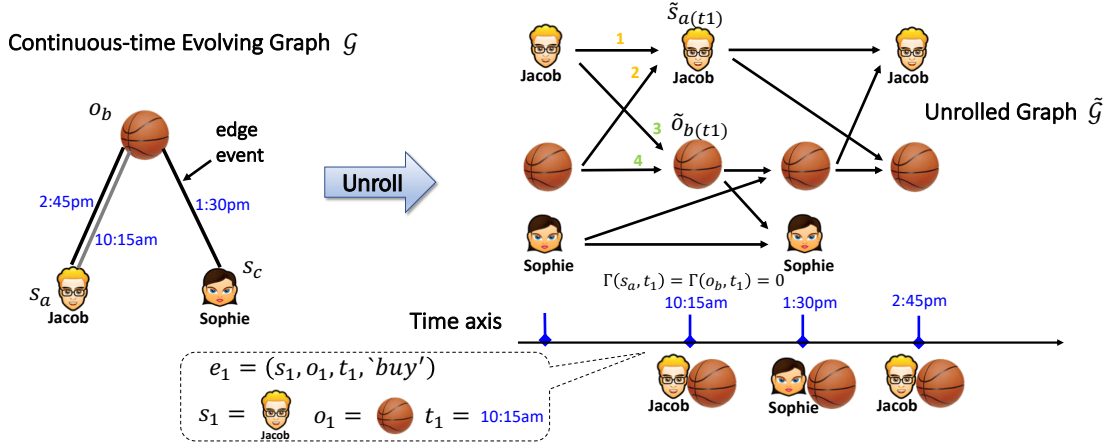 Continuous-time Evolving Graph 𝒢
o_b
edge
event
2:45pm
1:30pm
10:15am
s_a
Jacob
s_c
Sophie
Unroll
s̃_a(t1)
Jacob
1
Jacob
Jacob
2
Unrolled Graph 𝒢̃
3
õ_b(t1)
4
Sophie
Sophie
Γ(s_a, t_1) = Γ(o_b, t_1) = 0
10:15am
1:30pm
2:45pm
Time axis
Jacob
Sophie
Jacob
e_1 = (s_1, o_1, t_1, `buy')
s_1 =
Jacob
o_1 =
t_1 = 10:15am